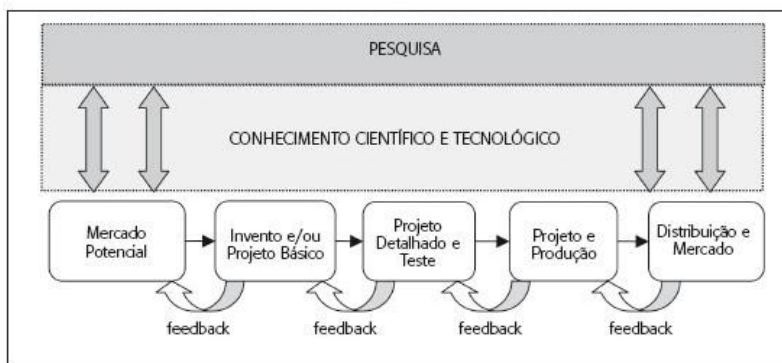 PESQUISA
CONHECIMENTO CIENTÍFICO E TECNOLÓGICO
Mercado
Potencial
Invento e/ou
Projeto Básico
Projeto
Detalhado e
Teste
Projeto e
Produção
Distribuição e
Mercado
feedback
feedback
feedback
feedback